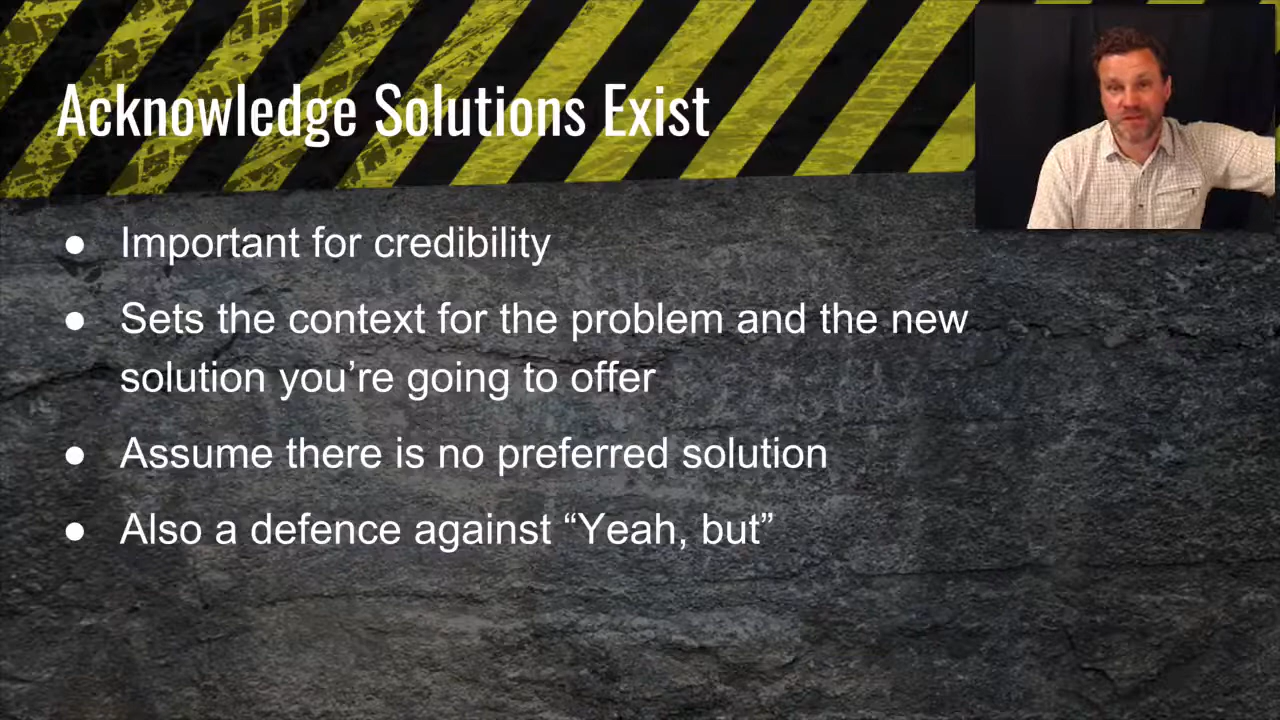 Acknowledge Solutions Exist
● Important for credibility
● Sets the context for the problem and the new
solution you’re going to offer
● Assume there is no preferred solution
● Also a defence against “Yeah, but”